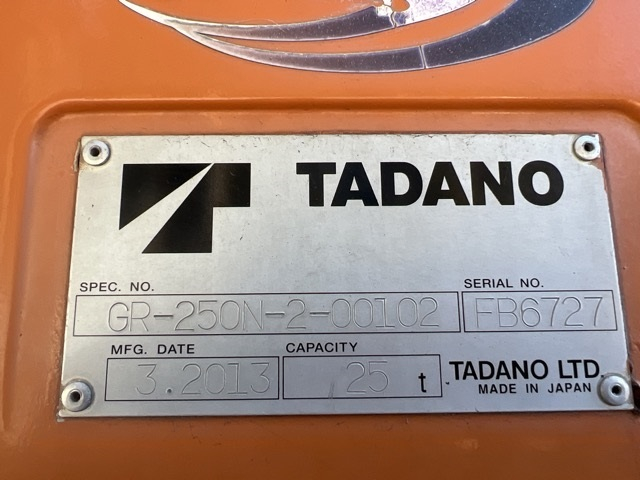 TADANO
SPEC. NO.
SERIAL NO.
GR-250N-2-00102
FB6727
MFG. DATE
CAPACITY
3.2013
25 t
TADANO LTD.
MADE IN JAPAN